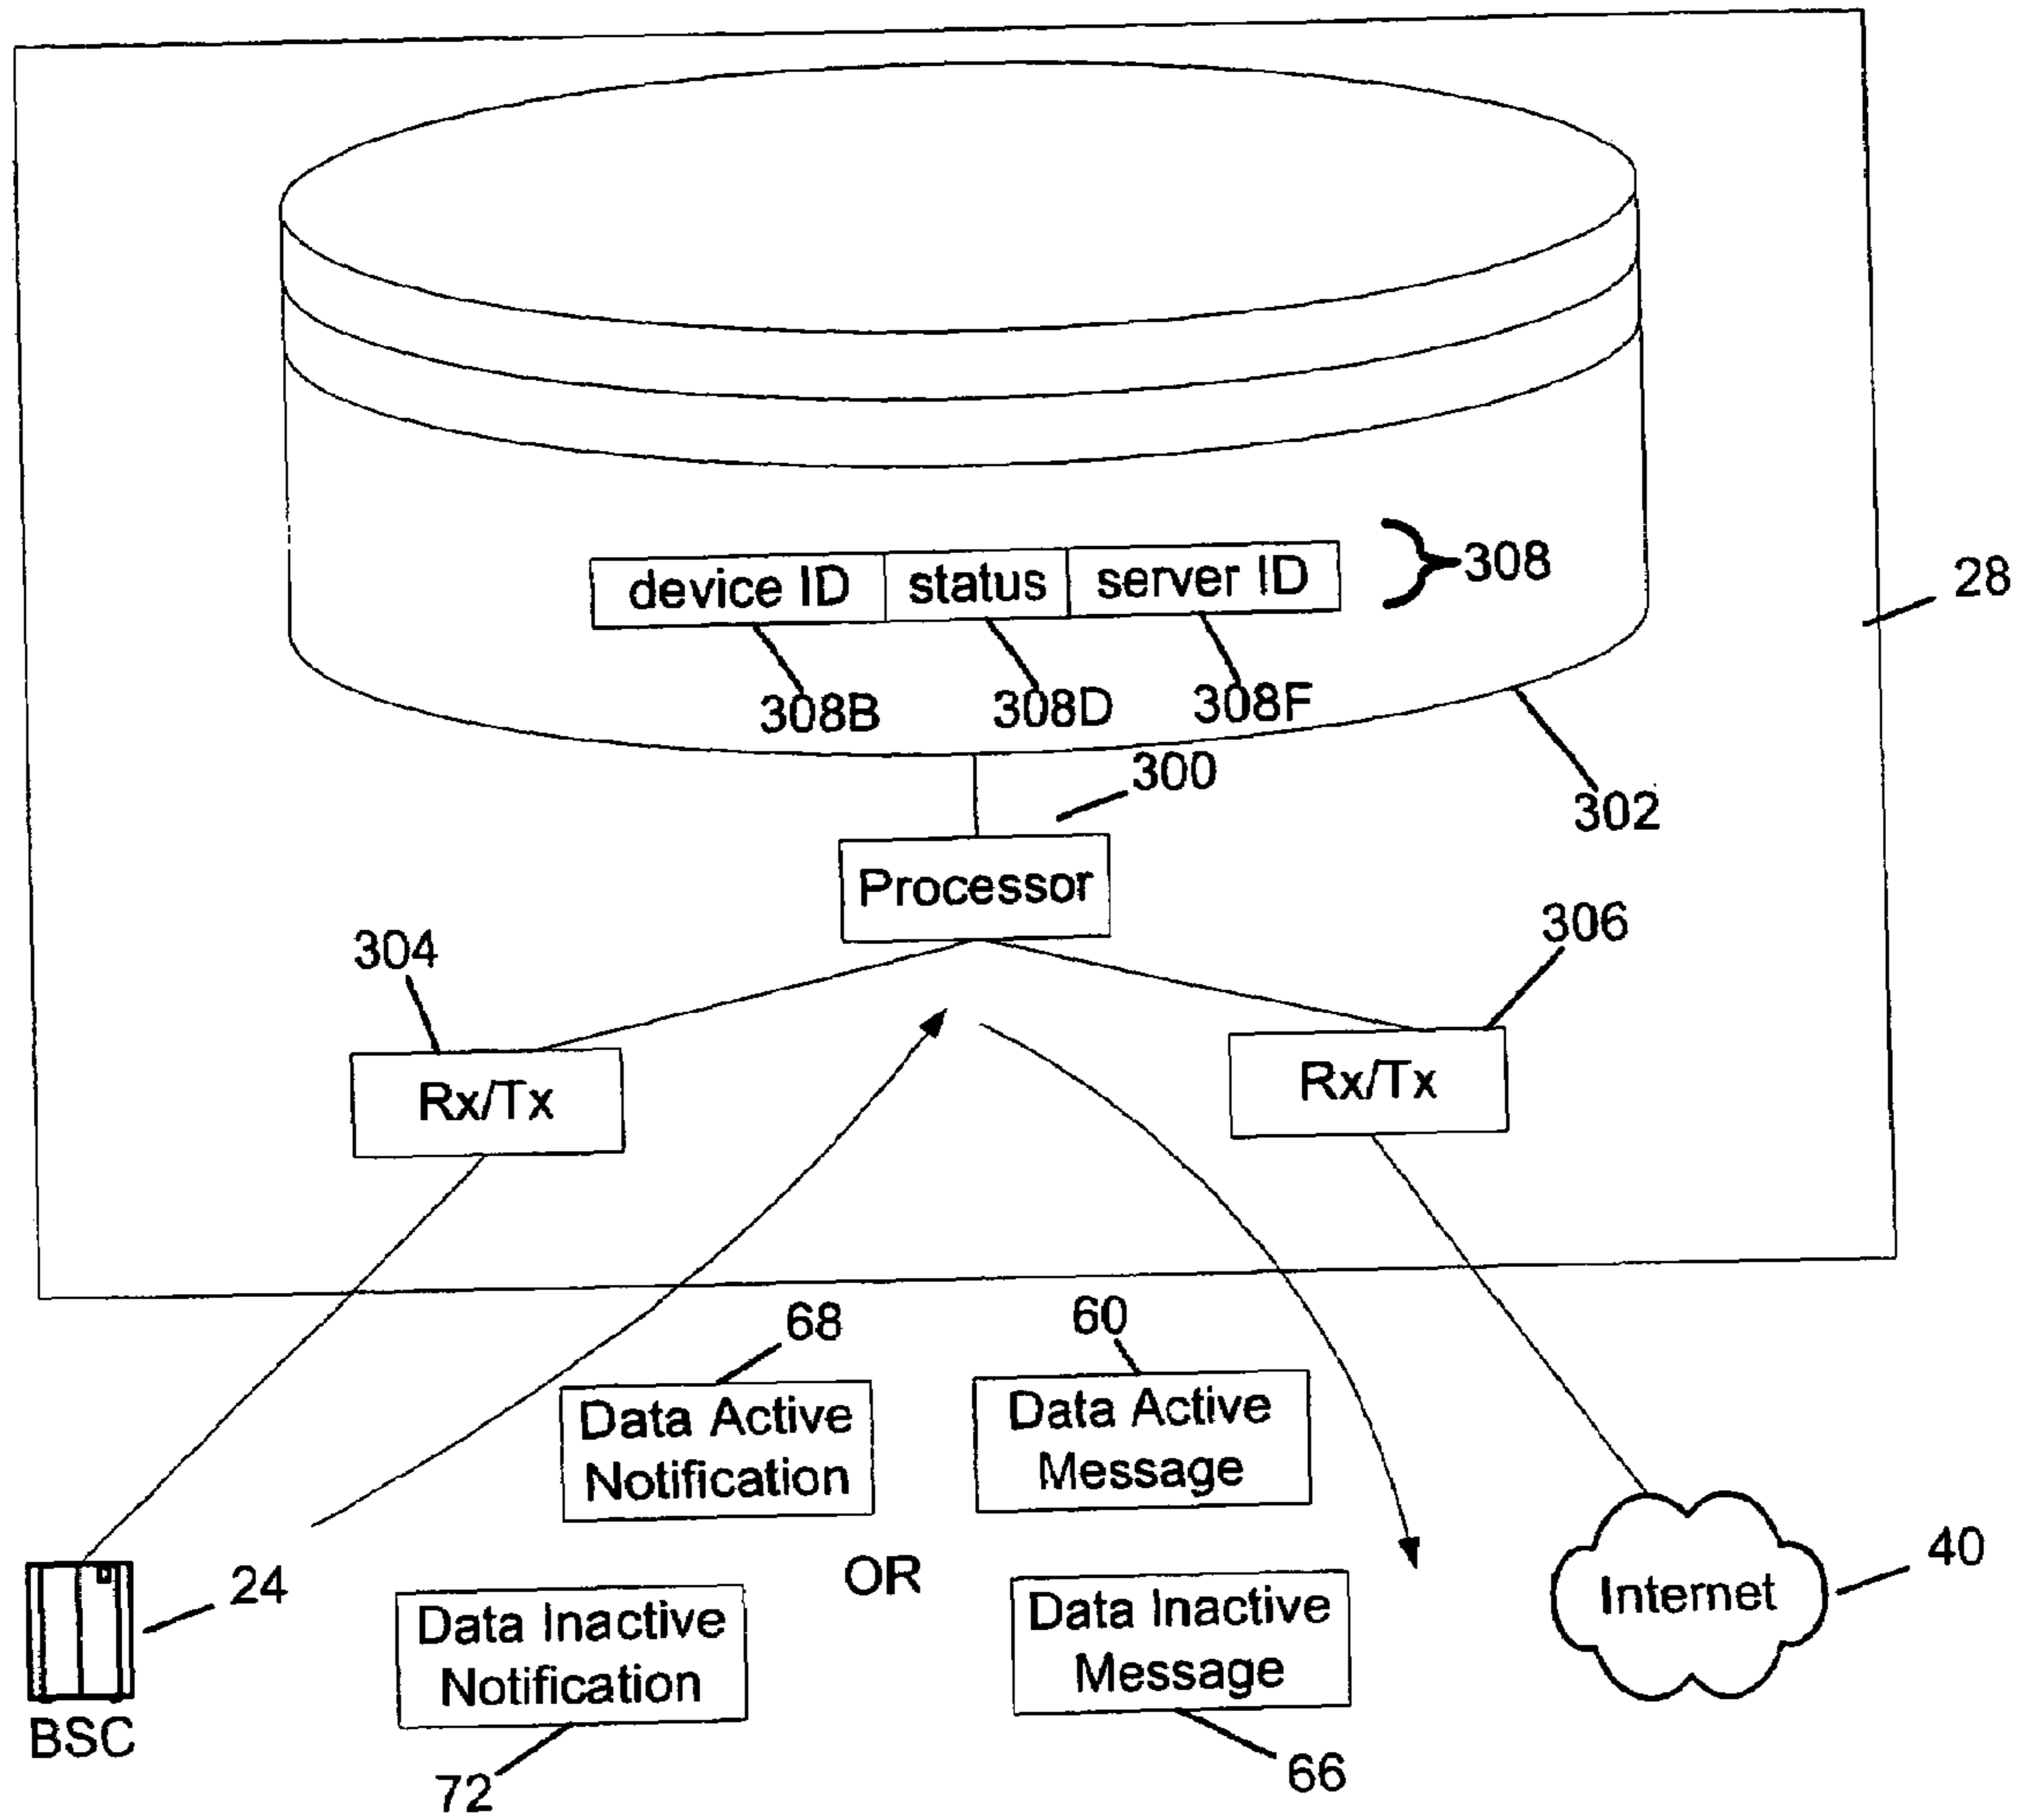 device ID status server ID
308
28
308B 308D 308F
300
302
Processor
304
306
Rx/Tx
Rx/Tx
68
60
Data Active
Notification
Data Active
Message
24
OR
40
Internet
Data Inactive
Notification
Data Inactive
Message
BSC
72
66